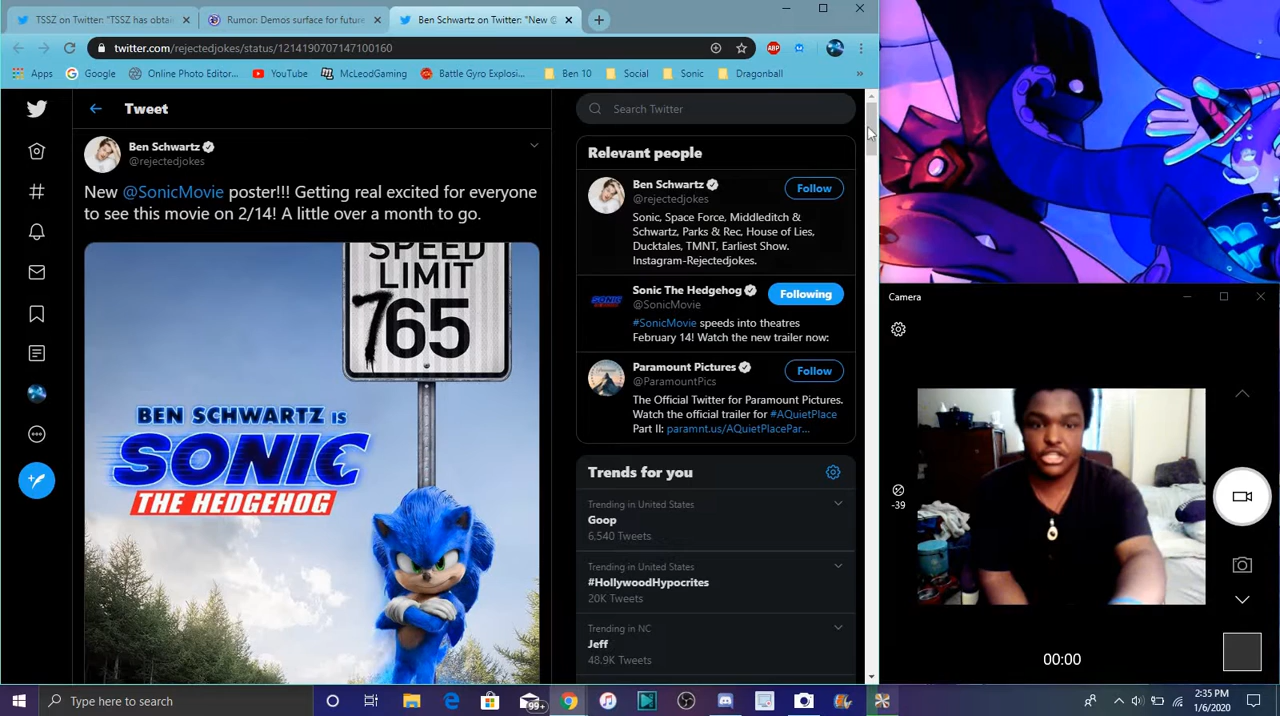 TSSZ on Twitter: "TSSZ has obtai
Rumor: Demos surface for future
Ben Schwartz on Twitter: "New @
twitter.com/rejectedjokes/status/1214190707147100160
ABP
Apps
Google
Online Photo Editor...
YouTube
McLeodGaming
Battle Gyro Explosi...
Ben 10
Social
Sonic
Dragonball
»
Tweet
Search Twitter
Ben Schwartz
@rejectedjokes
New @SonicMovie poster!!! Getting real excited for everyone
to see this movie on 2/14! A little over a month to go.
SPEED
LIMIT
765
BEN SCHWARTZ IS
SONIC
THE HEDGEHOG
Relevant people
Ben Schwartz
@rejectedjokes
Follow
Sonic, Space Force, Middleditch &
Schwartz, Parks & Rec, House of Lies,
Ducktales, TMNT, Earliest Show.
Instagram-Rejectedjokes.
Sonic The Hedgehog
@SonicMovie
Following
#SonicMovie speeds into theatres
February 14! Watch the new trailer now:
Paramount Pictures
@ParamountPics
Follow
The Official Twitter for Paramount Pictures.
Watch the official trailer for #AQuietPlace
Part II: paramnt.us/AQuietPlacePar...
Trends for you
Trending in United States
Goop
6,540 Tweets
Trending in United States
#HollywoodHypocrites
20K Tweets
Trending in NC
Jeff
48.9K Tweets
Camera
-39
00:00
Type here to search
99+
2:35 PM
1/6/2020